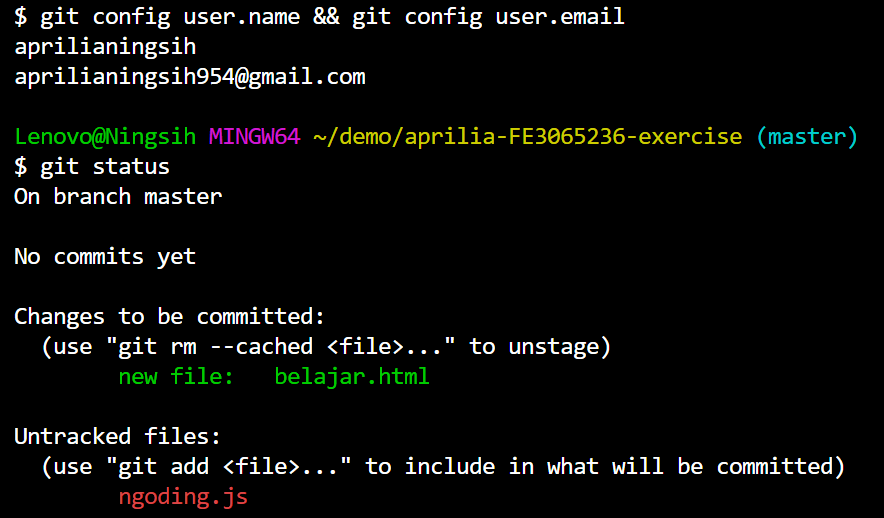 $ git config user.name && git config user.email
aprilianingsih
aprilianingsih954@gmail.com
Lenovo@Ningsih MINGW64 ~/demo/aprilia-FE3065236-exercise (master)
$ git status
On branch master
No commits yet
Changes to be committed:
(use "git rm --cached <file>..." to unstage)
new file:   belajar.html
Untracked files:
(use "git add <file>..." to include in what will be committed)
ngoding.js